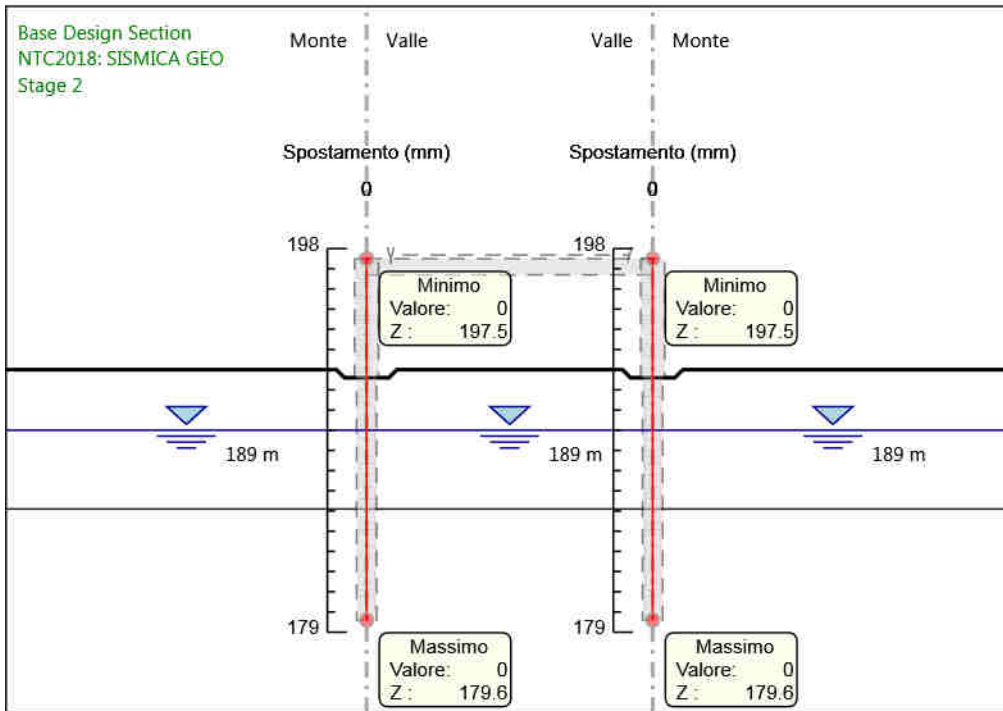 Base Design Section
NTC2018: SISMICA GEO
Stage 2
Monte Valle Valle Monte
Spostamento (mm) Spostamento (mm)
0 0
198 198
Minimo Minimo
Valore: 0 Valore: 0
Z : 197.5 Z : 197.5
189 m 189 m 189 m
179 179
Massimo Massimo
Valore: 0 Valore: 0
Z : 179.6 Z : 179.6